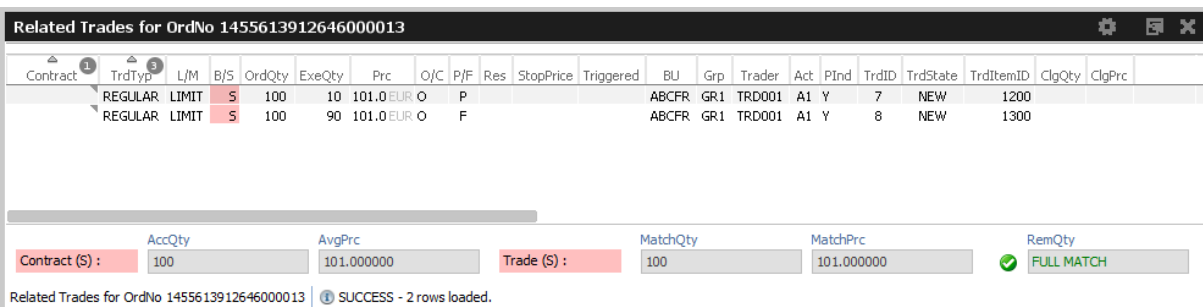 Related Trades for OrdNo 1455613912646000013
Contract 1 TrdTyp 3 L/M B/S OrdQty ExeQty Prc O/C P/F Res StopPrice Triggered BU Grp Trader Act PInd TrdID TrdState TrdItemID ClgQty ClgPrc
REGULAR LIMIT S 100 10 101.0 EUR O P ABCFR GR1 TRD001 A1 Y 7 NEW 1200
REGULAR LIMIT S 100 90 101.0 EUR O F ABCFR GR1 TRD001 A1 Y 8 NEW 1300
AccQty AvgPrc MatchQty MatchPrc RemQty
Contract (S) : 100 101.000000 Trade (S) : 100 101.000000 FULL MATCH
Related Trades for OrdNo 1455613912646000013 i SUCCESS - 2 rows loaded.